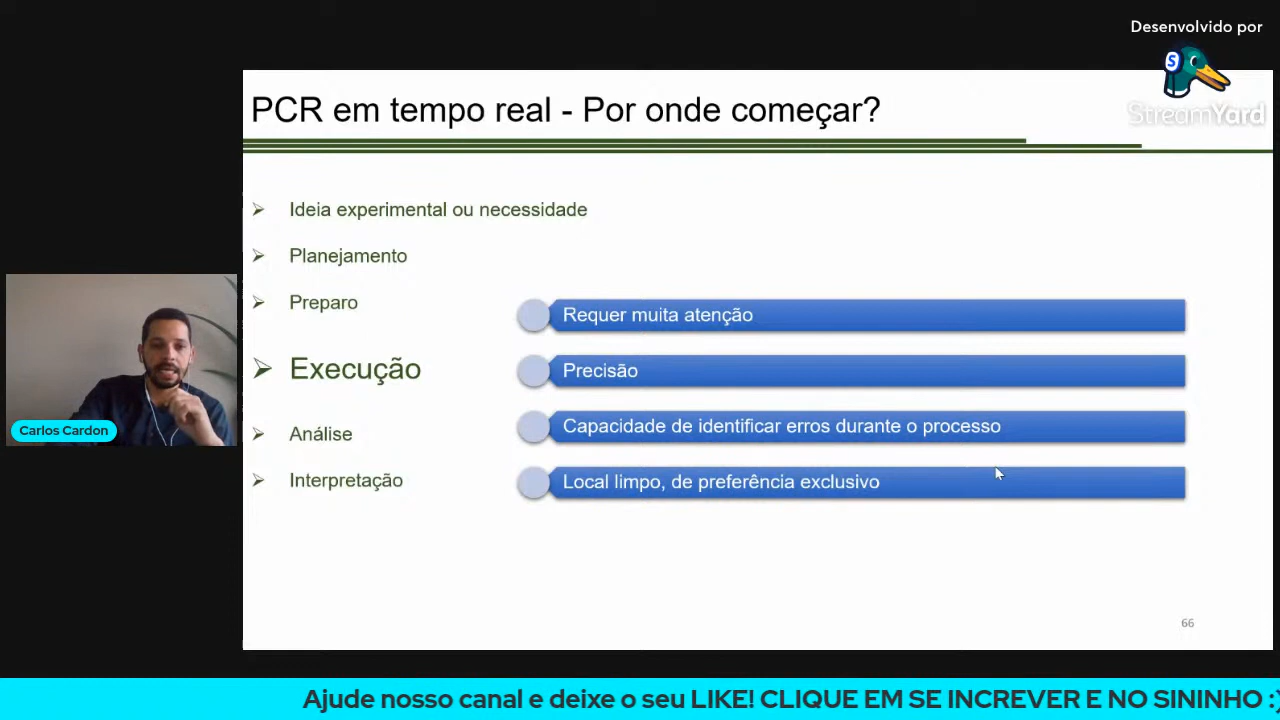 Desenvolvido por
S
StreamYard
PCR em tempo real - Por onde começar?
Ideia experimental ou necessidade
Planejamento
Preparo
Execução
Análise
Interpretação
Requer muita atenção
Precisão
Capacidade de identificar erros durante o processo
Local limpo, de preferência exclusivo
Carlos Cardon
66
Ajude nosso canal e deixe o seu LIKE! CLIQUE EM SE INCREVER E NO SININHO :)